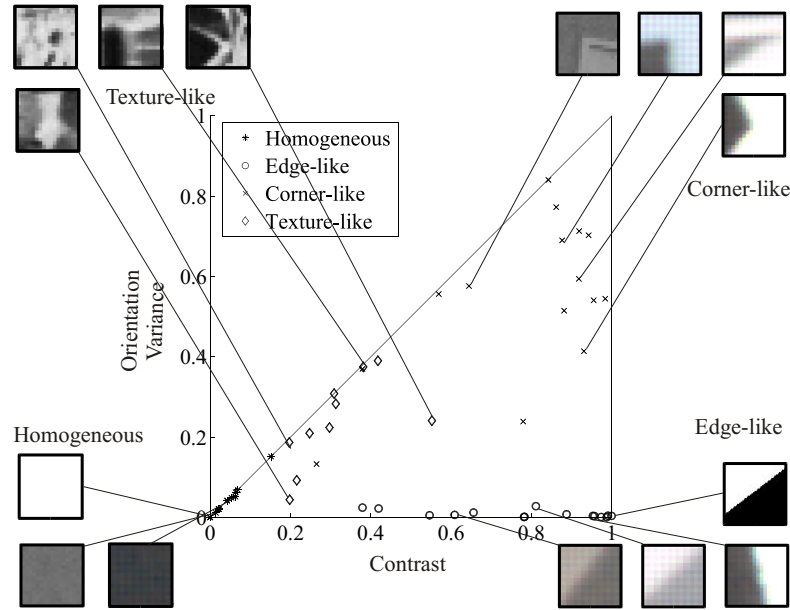 Texture-like
Homogeneous
Edge-like
Corner-like
Texture-like
Corner-like
Orientation
Variance
1
0.8
0.6
0.4
0.2
0
Homogeneous
Edge-like
0
0.2
0.4
0.6
0.8
1
Contrast